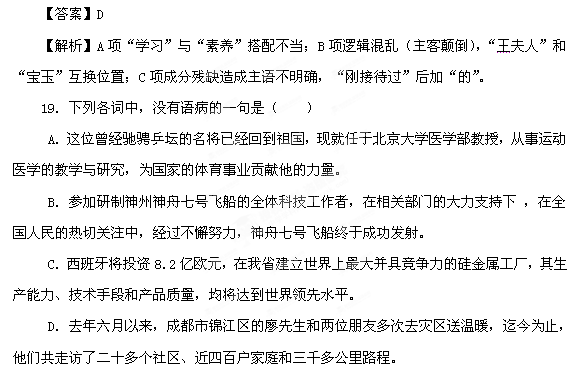 【答案】D
【解析】A项“学习”与“素养”搭配不当；B项逻辑混乱（主客颠倒），“王夫人”和
“宝玉”互换位置；C项成分残缺造成主语不明确，“刚接待过”后加“的”。
19. 下列各词中，没有语病的一句是（　　）
A. 这位曾经驰骋乒坛的名将已经回到祖国，现就任于北京大学医学部教授，从事运动
医学的教学与研究，为国家的体育事业贡献他的力量。
B. 参加研制神州神舟七号飞船的全体科技工作者，在相关部门的大力支持下 ，在全
国人民的热切关注中，经过不懈努力，神舟七号飞船终于成功发射。
C. 西班牙将投资8.2亿欧元，在我省建立世界上最大并具竞争力的硅金属工厂，其生
产能力、技术手段和产品质量，均将达到世界领先水平。
D. 去年六月以来，成都市锦江区的廖先生和两位朋友多次去灾区送温暖，迄今为止，
他们共走访了二十多个社区、近四百户家庭和三千多公里路程。